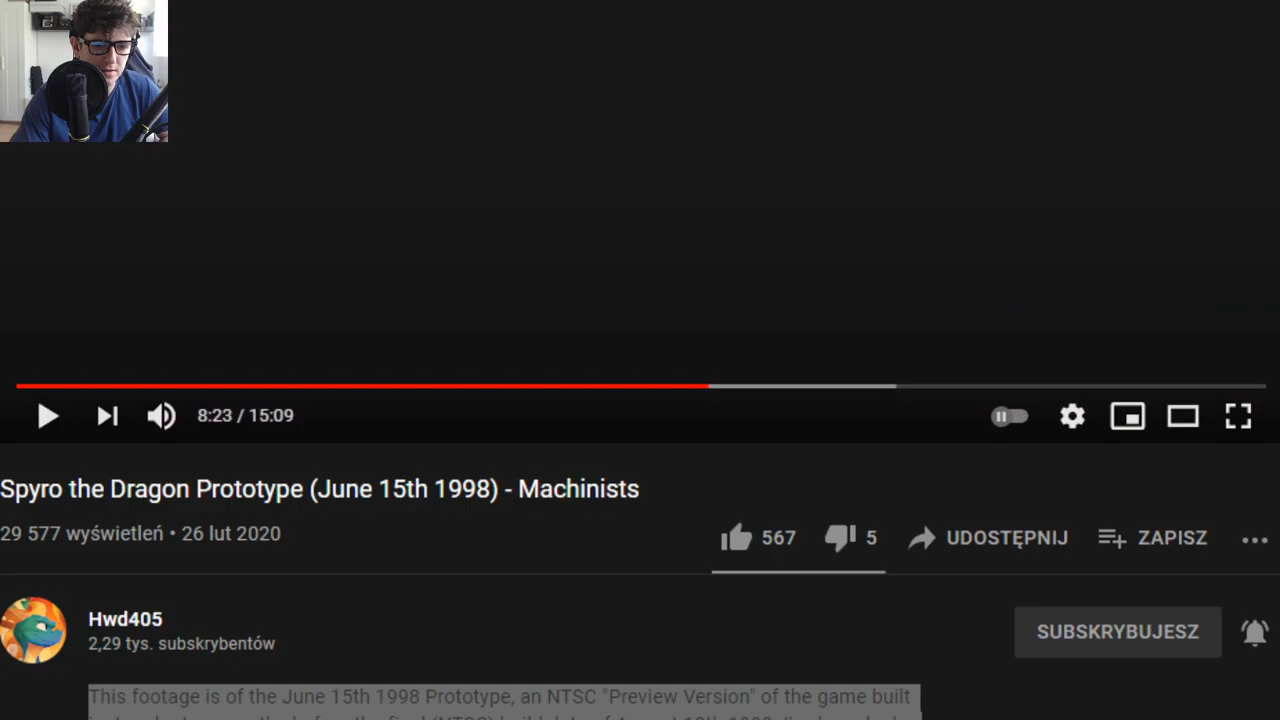 8:23 / 15:09
Spyro the Dragon Prototype (June 15th 1998) - Machinists
29 577 wyświetleń • 26 lut 2020
567 5 UDOSTĘPNIJ ZAPISZ
Hwd405
2,29 tys. subskrybentów
SUBSKRYBUJESZ
This footage is of the June 15th 1998 Prototype, an NTSC "Preview Version" of the game built